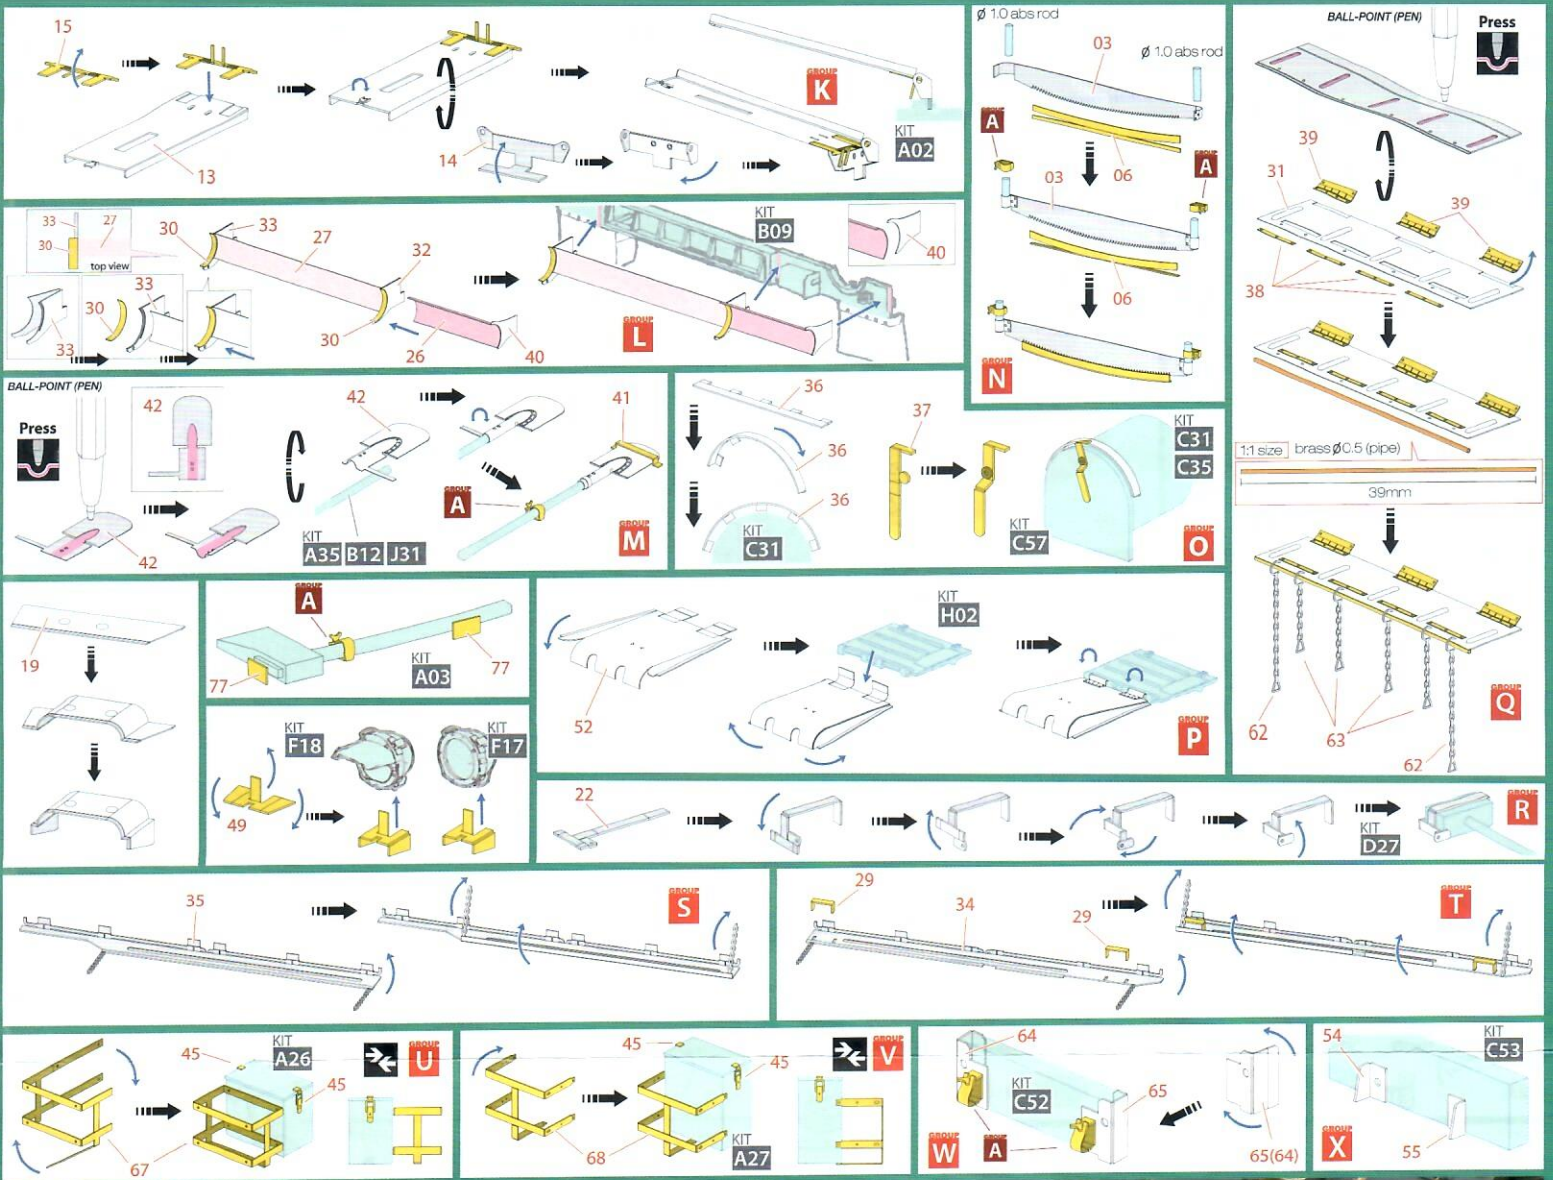 15
13
14
GROUP
K
KIT
A02
33
27
30
top view
33
30
33
30
33
27
32
30
26
40
KIT
B09
40
GROUP
L
BALL-POINT (PEN)
Press
42
42
42
KIT
A35 B12 J31
41
GROUP
A
GROUP
M
36
36
36
KIT
C31
37
KIT
C57
KIT
C31
C35
GROUP
O
Ø 1.0 abs rod
Ø 1.0 abs rod
03
GROUP
A
06
GROUP
A
03
06
GROUP
N
BALL-POINT (PEN)
Press
39
31
39
38
1:1 size
brass Ø 0.5 (pipe)
39mm
62
63
62
GROUP
Q
19
GROUP
A
77
77
KIT
A03
KIT
F18
KIT
F17
49
52
KIT
H02
GROUP
P
22
KIT
D27
GROUP
R
35
GROUP
S
29
34
29
GROUP
T
67
45
KIT
A26
45
GROUP
U
68
45
45
KIT
A27
GROUP
V
64
KIT
C52
65
GROUP
W
GROUP
A
65(64)
54
KIT
C53
55
GROUP
X